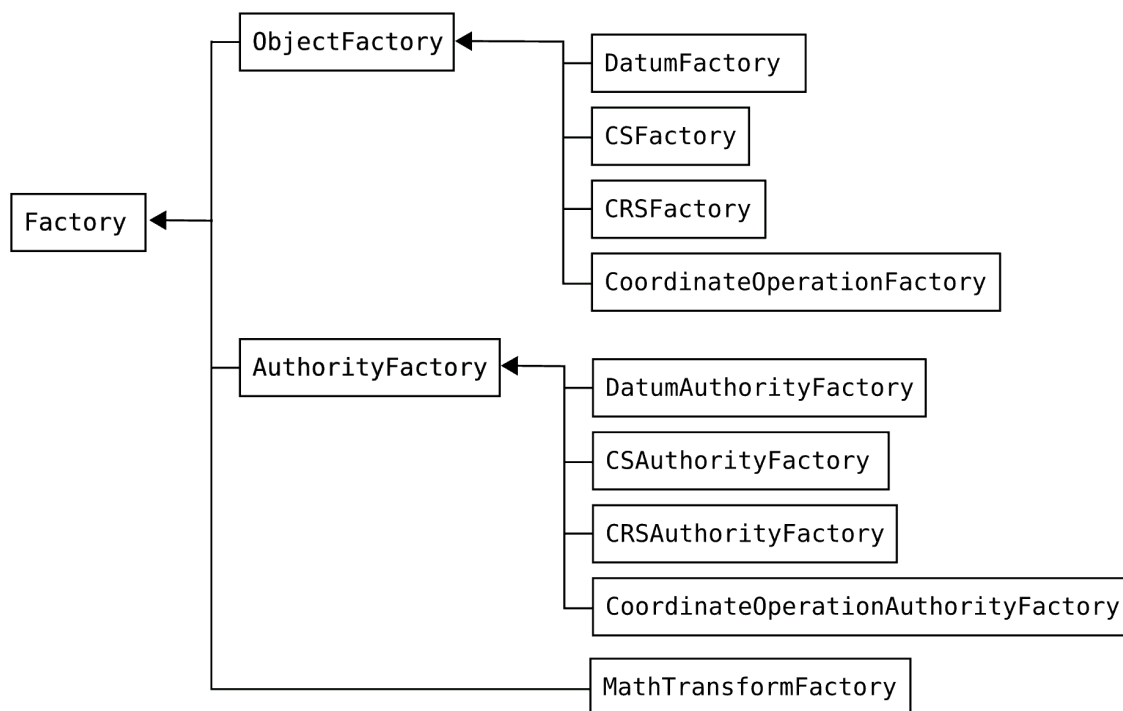 ObjectFactory
DatumFactory
CSFactory
CRSFactory
Factory
CoordinateOperationFactory
AuthorityFactory
DatumAuthorityFactory
CSAuthorityFactory
CRSAuthorityFactory
CoordinateOperationAuthorityFactory
MathTransformFactory